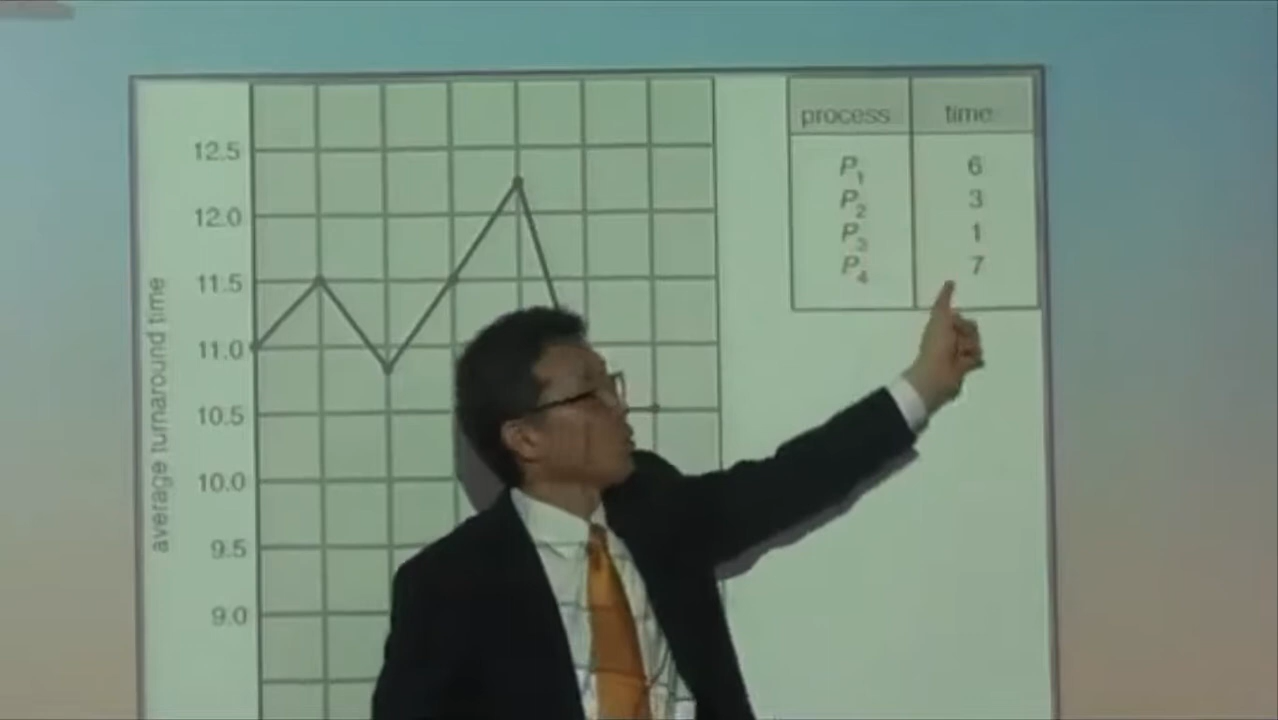 12.5
12.0
11.5
11.0
10.5
10.0
9.5
9.0
average turnaround time
process time
P1 6
P2 3
P3 1
P4 7